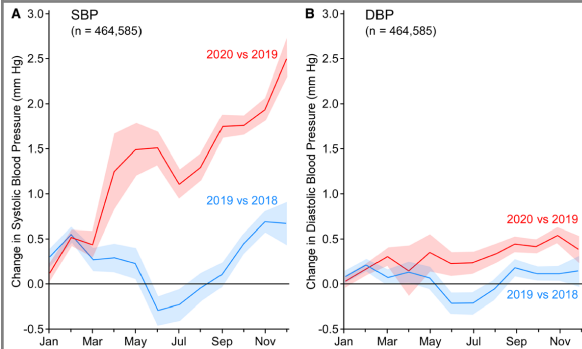 A SBP
(n = 464,585)
Change in Systolic Blood Pressure (mm Hg)
3.0
2.5
2.0
1.5
1.0
0.5
0.0
-0.5
2020 vs 2019
2019 vs 2018
Jan Mar May Jul Sep Nov
B DBP
(n = 464,585)
Change in Diastolic Blood Pressure (mm Hg)
3.0
2.5
2.0
1.5
1.0
0.5
0.0
-0.5
2020 vs 2019
2019 vs 2018
Jan Mar May Jul Sep Nov